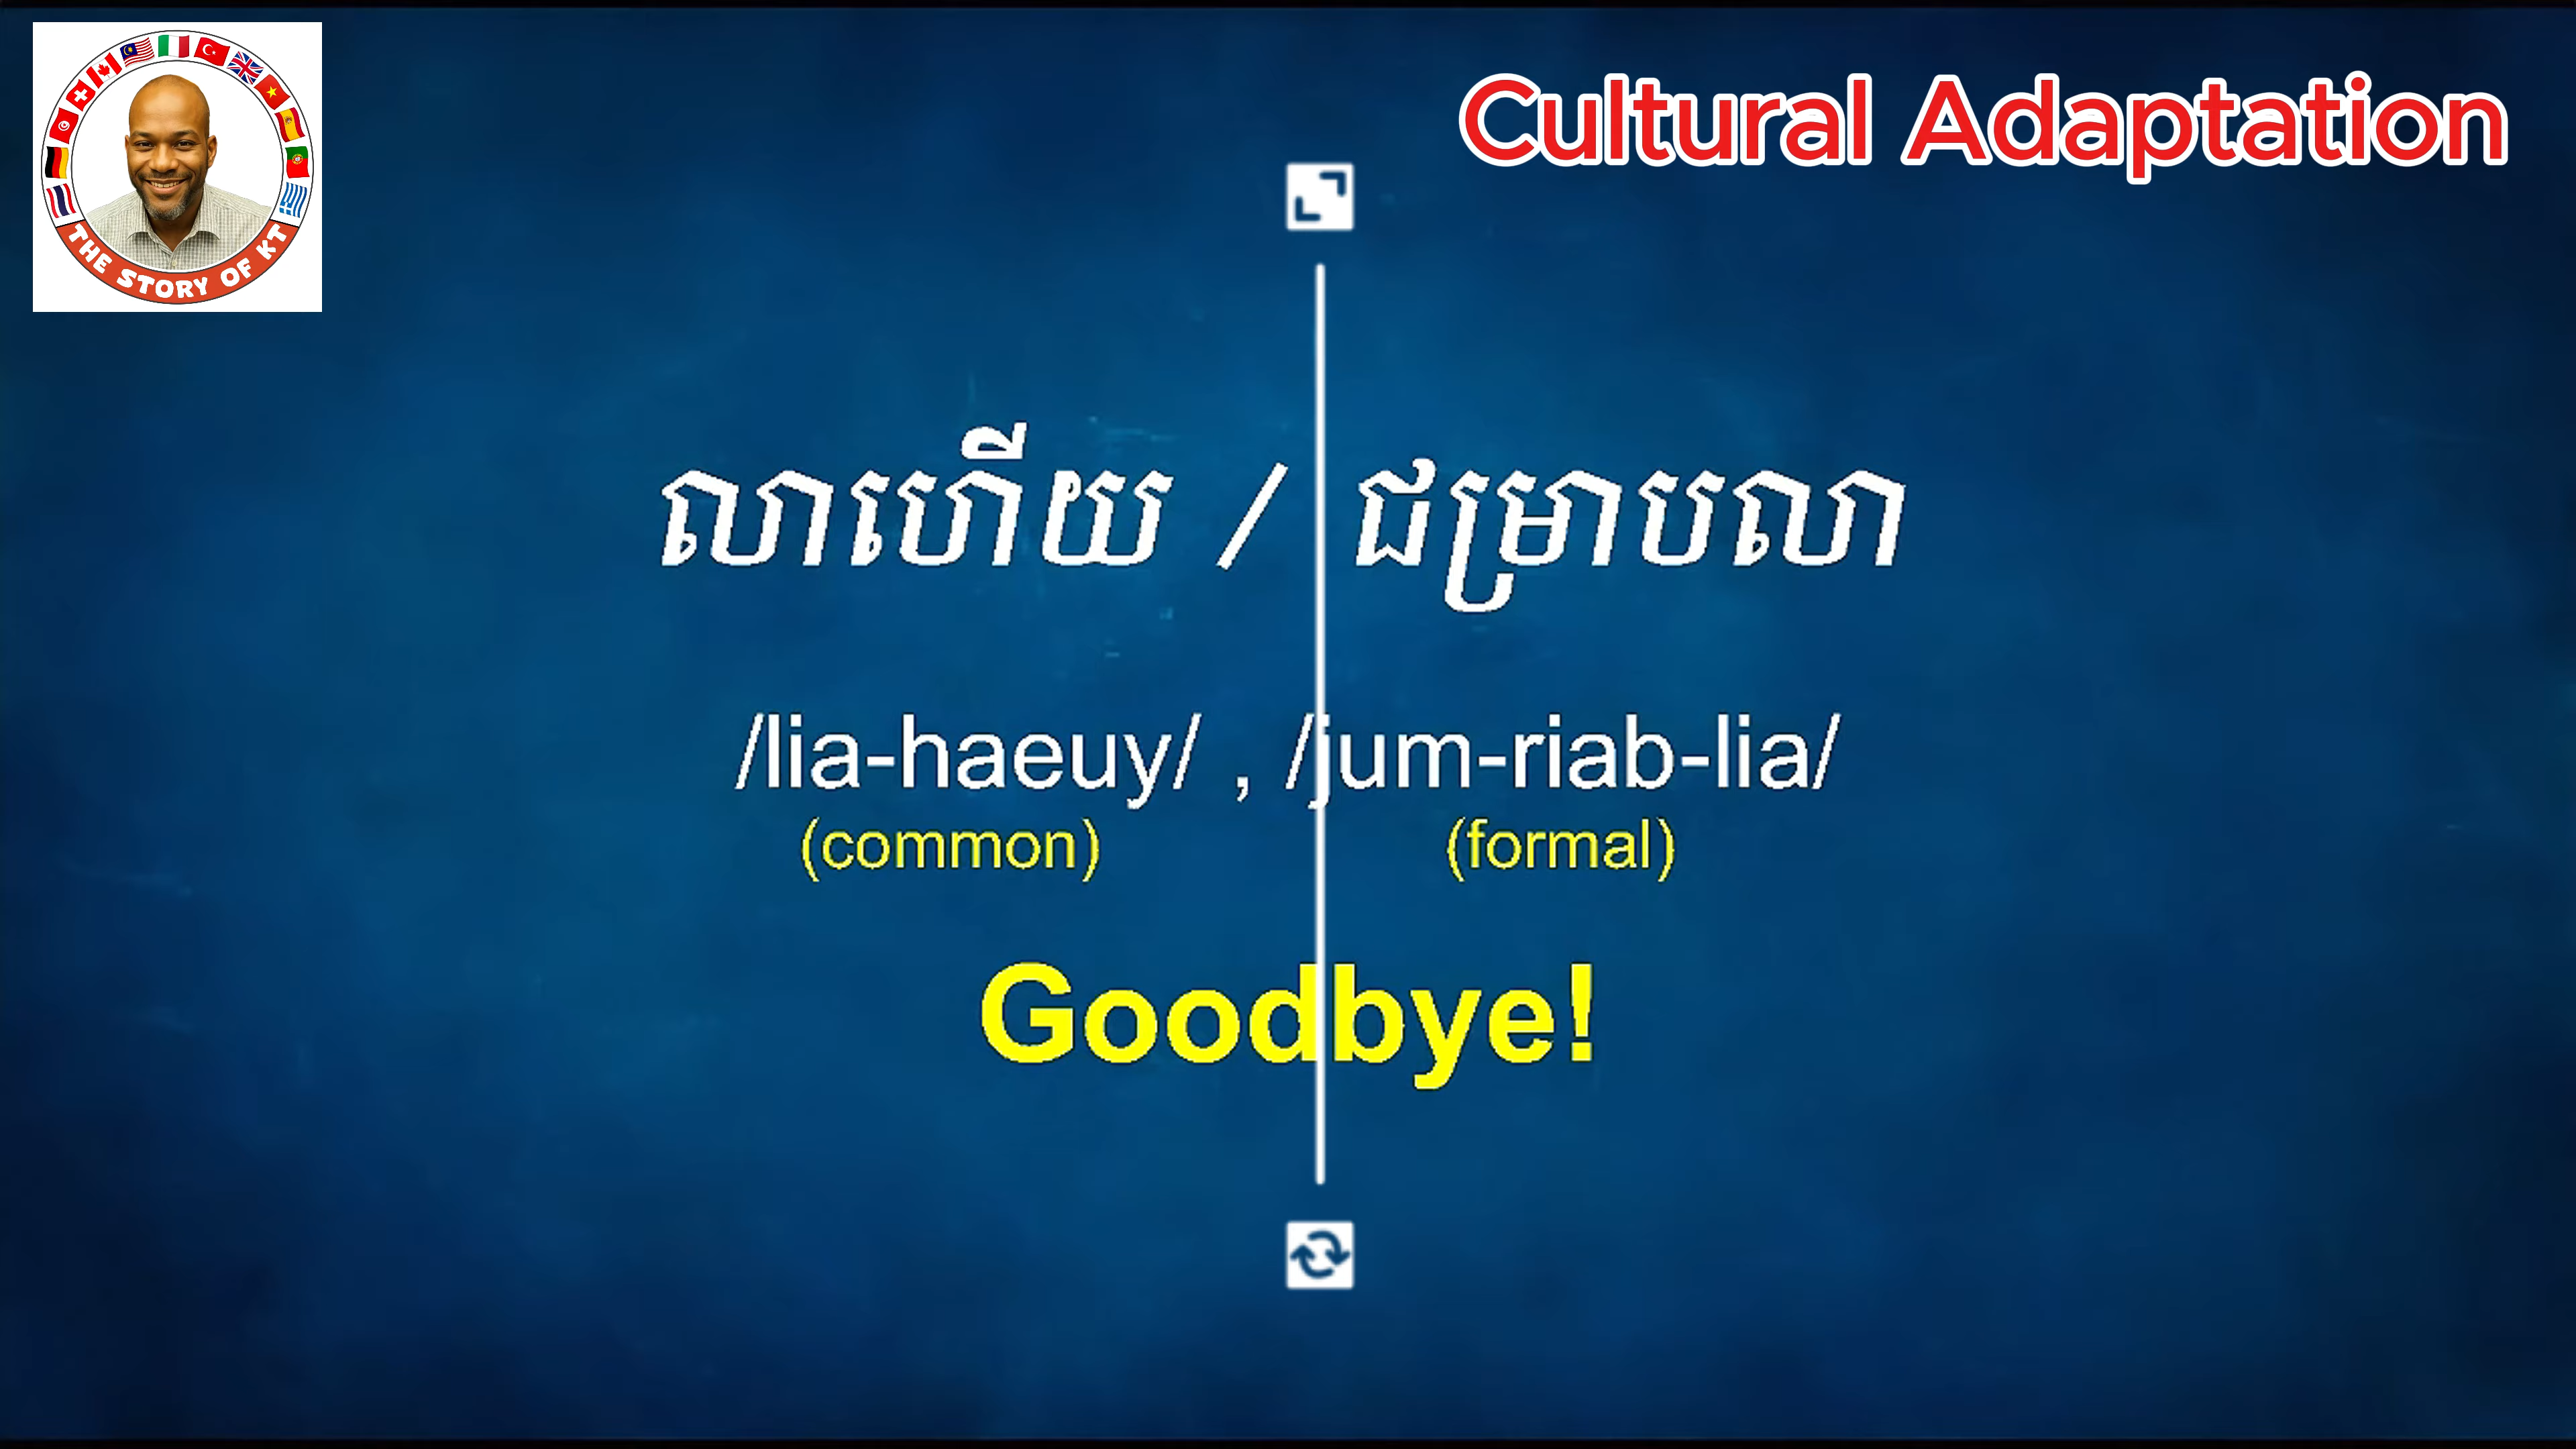 THE STORY OF KT
Cultural Adaptation
លាហើយ / ជម្រាបលា
/lia-haeuy/ , /jum-riab-lia/
(common) (formal)
Goodbye!